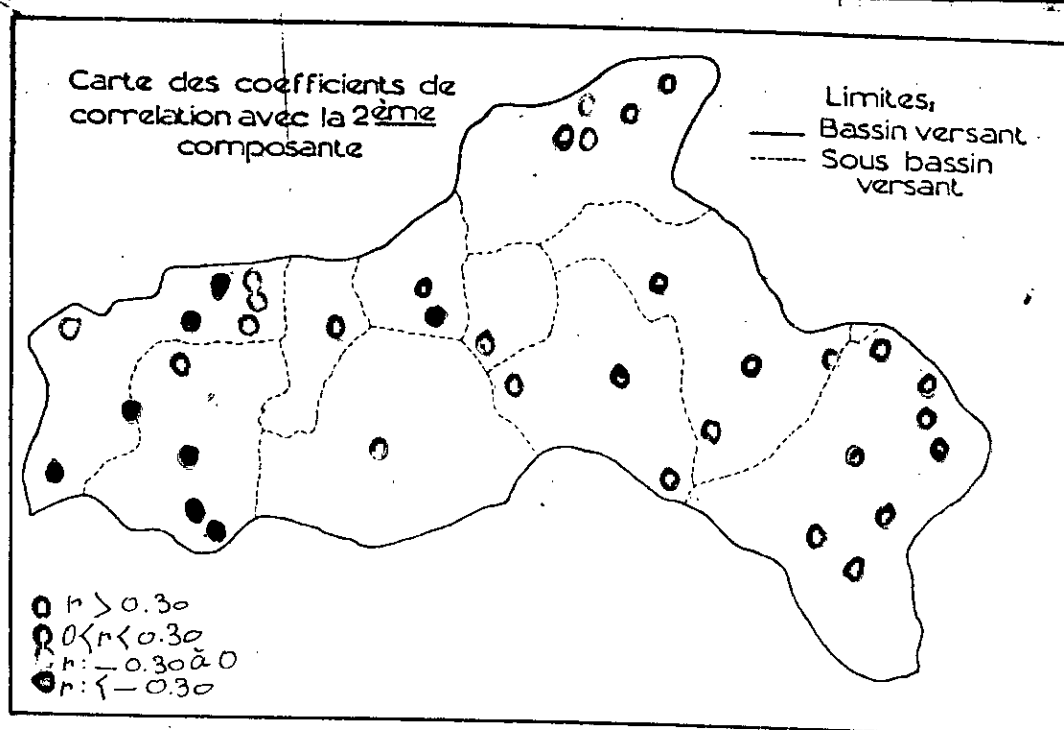 Carte des coefficients de
correlation avec la 2ème
composante
Limites,
Bassin versant
Sous bassin
versant
r > 0.30
0<r<0.30
r: - 0.30 à 0
r: < - 0.30